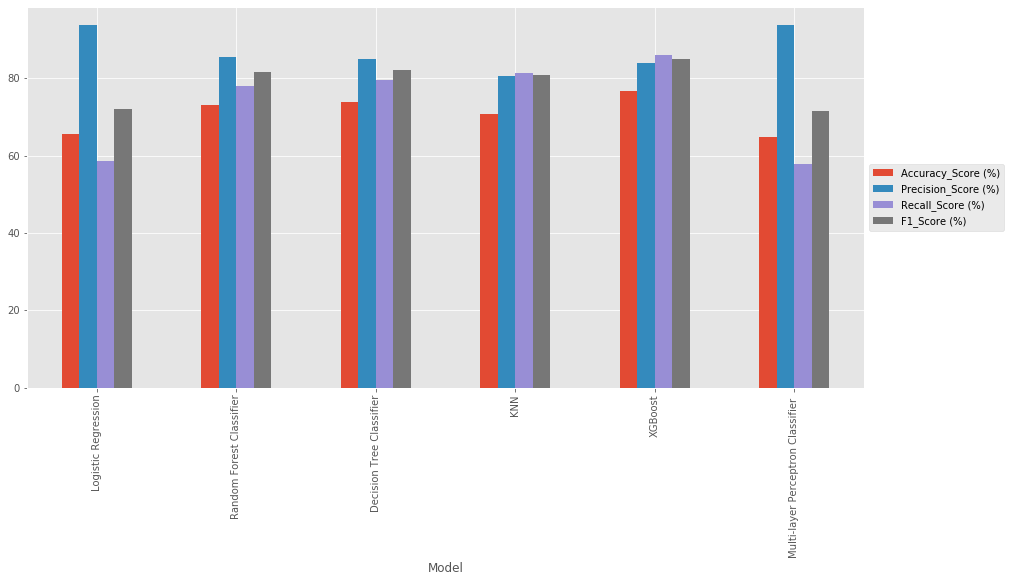 80
60
40
20
0
Logistic Regression
Random Forest Classifier
Decision Tree Classifier
KNN
XGBoost
Multi-layer Perceptron Classifier
Model
Accuracy_Score (%)
Precision_Score (%)
Recall_Score (%)
F1_Score (%)